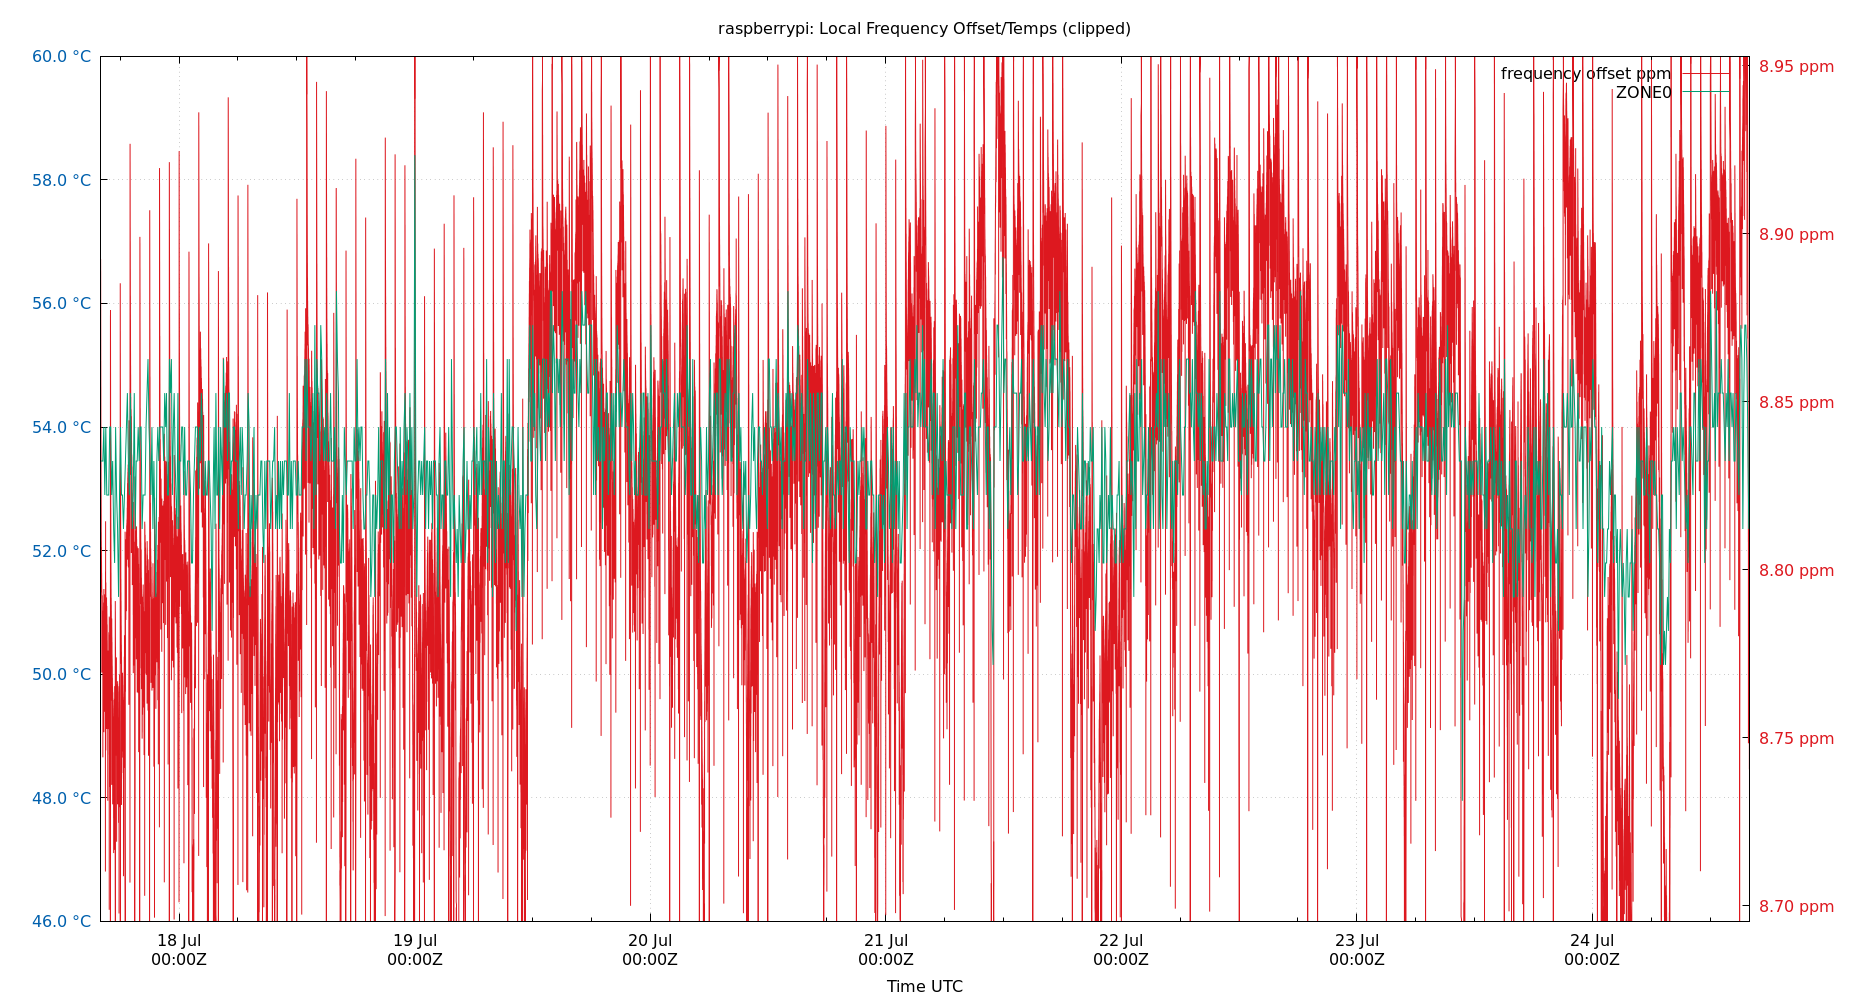 raspberrypi: Local Frequency Offset/Temps (clipped)
60.0 °C
58.0 °C
56.0 °C
54.0 °C
52.0 °C
50.0 °C
48.0 °C
46.0 °C
8.95 ppm
8.90 ppm
8.85 ppm
8.80 ppm
8.75 ppm
8.70 ppm
frequency offset ppm
ZONE0
18 Jul
00:00Z
19 Jul
00:00Z
20 Jul
00:00Z
21 Jul
00:00Z
22 Jul
00:00Z
23 Jul
00:00Z
24 Jul
00:00Z
Time UTC